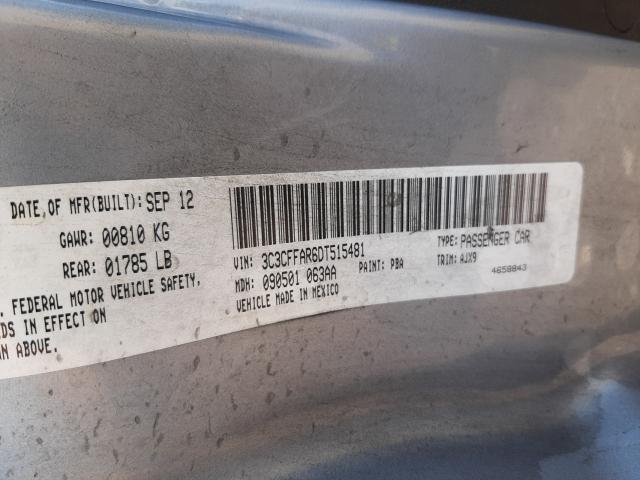 DATE,OF MFR(BUILT): SEP 12
GAWR: 00810 KG
REAR: 01785 LB
. FEDERAL MOTOR VEHICLE SAFETY,
DS IN EFFECT ON
N ABOVE.
VIN: 3C3CFFAR6DT515481
TYPE: PASSENGER CAR
MDH: 090501 063AA
PAINT: PBA
TRIM: AJX9
VEHICLE MADE IN MEXICO
4658843